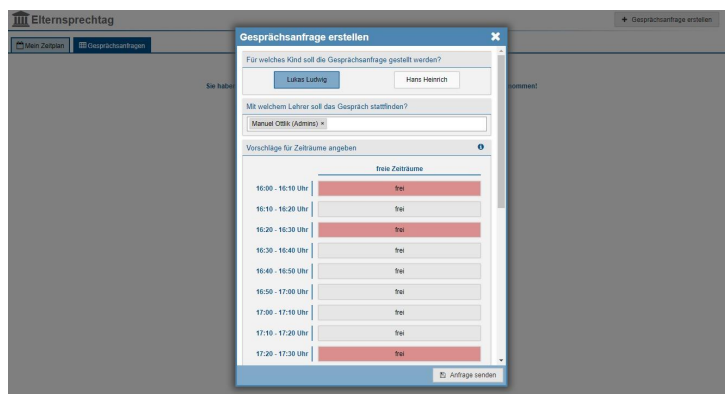 Elternsprechtag
+ Gesprächsanfrage erstellen
Mein Zeitplan
Gesprächsanfragen
Sie haben
ommen!
Gesprächsanfrage erstellen
Für welches Kind soll die Gesprächsanfrage gestellt werden?
Lukas Ludwig
Hans Heinrich
Mit welchem Lehrer soll das Gespräch stattfinden?
Manuel Ottlik (Admins) ×
Vorschläge für Zeiträume angeben
freie Zeiträume
16:00 - 16:10 Uhr frei
16:10 - 16:20 Uhr frei
16:20 - 16:30 Uhr frei
16:30 - 16:40 Uhr frei
16:40 - 16:50 Uhr frei
16:50 - 17:00 Uhr frei
17:00 - 17:10 Uhr frei
17:10 - 17:20 Uhr frei
17:20 - 17:30 Uhr frei
Anfrage senden